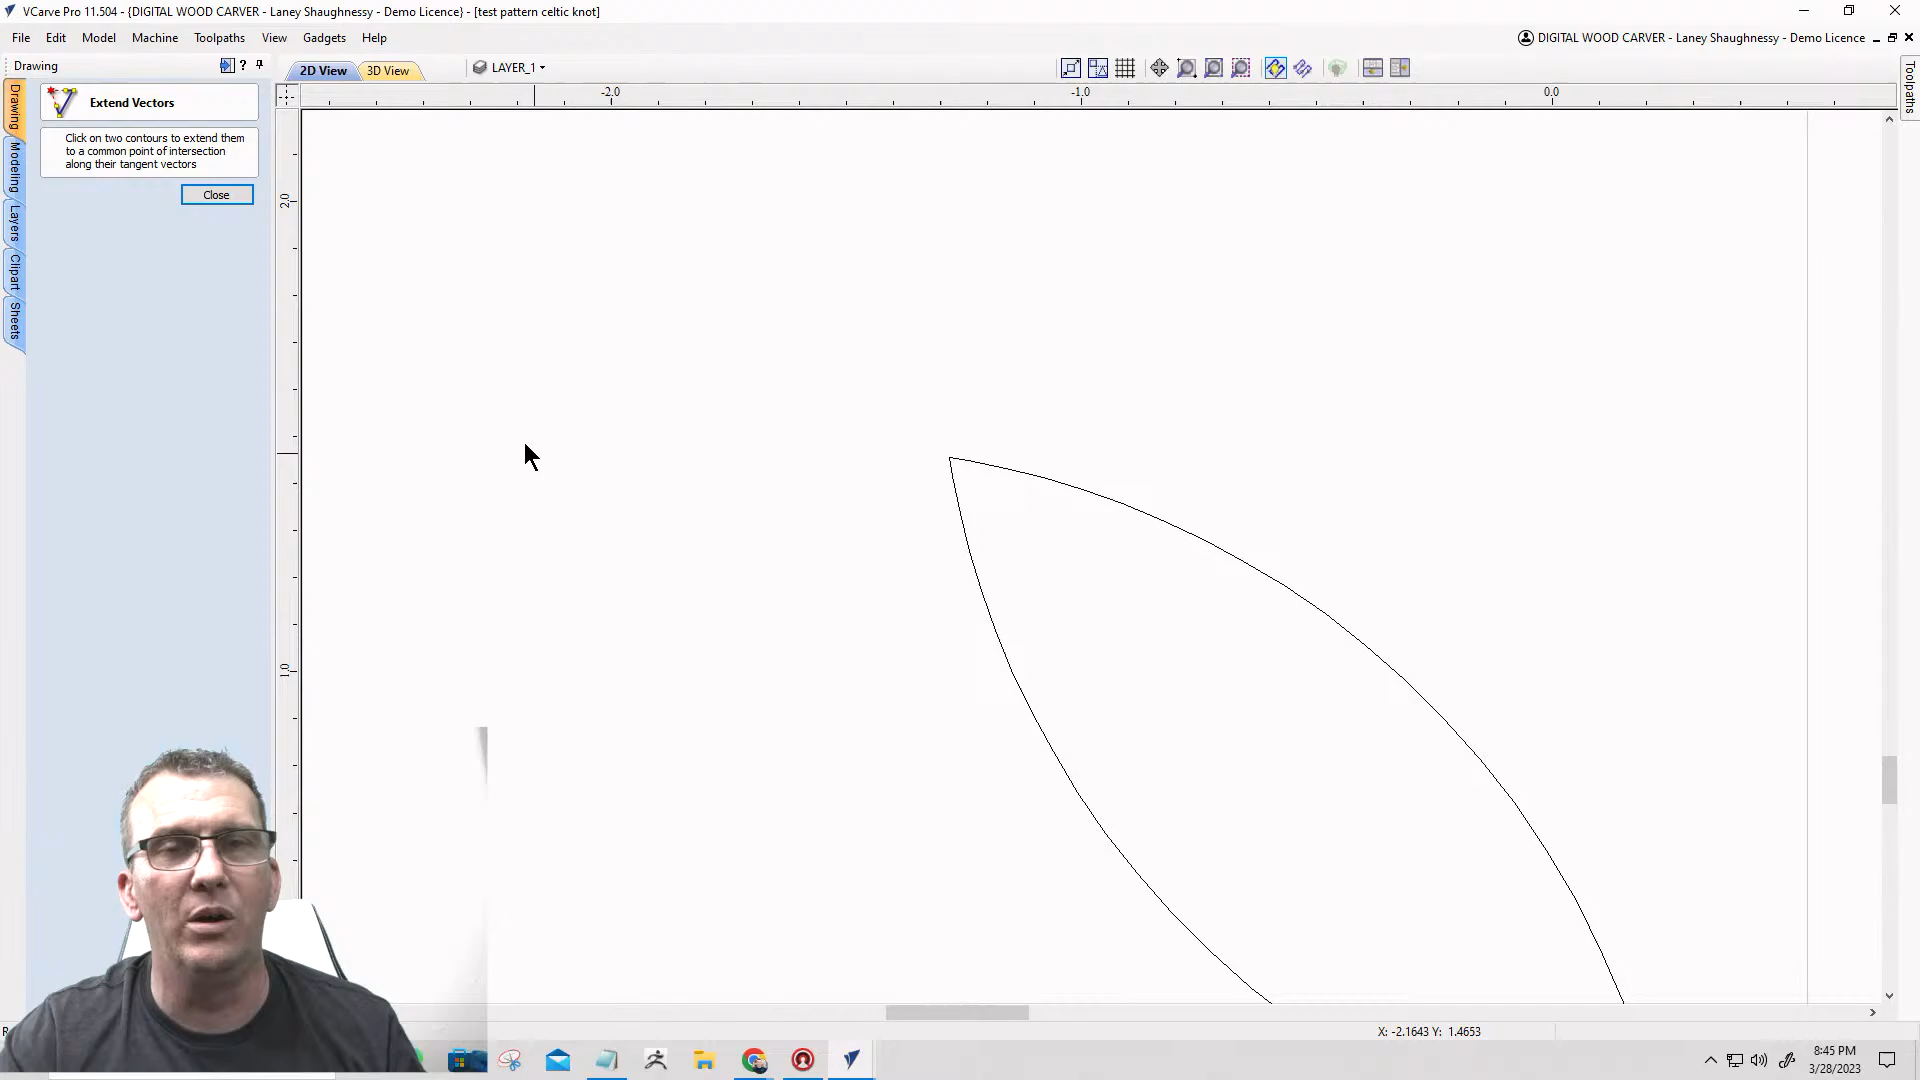 VCarve Pro 11.504 - {DIGITAL WOOD CARVER - Laney Shaughnessy - Demo Licence} - [test pattern celtic knot]
File Edit Model Machine Toolpaths View Gadgets Help
DIGITAL WOOD CARVER - Laney Shaughnessy - Demo Licence
Drawing
2D View 3D View LAYER_1
-2.0 -1.0 0.0
Extend Vectors
Click on two contours to extend them
to a common point of intersection
along their tangent vectors
Close
Drawing
Modeling
Layers
Clipart
Sheets
Toolpaths
2.0
1.0
X: -2.1643 Y: 1.4653
8:45 PM
3/28/2023